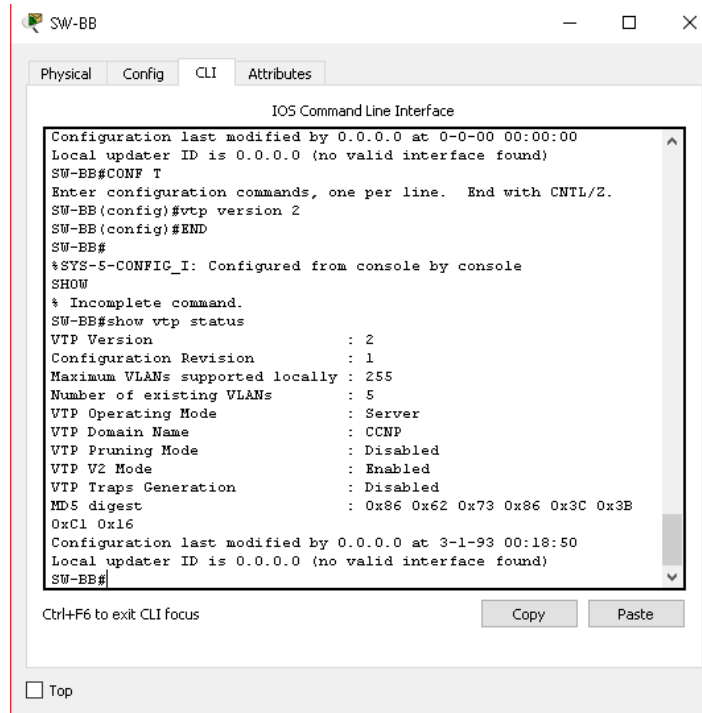 SW-BB
Physical Config CLI Attributes
IOS Command Line Interface
Configuration last modified by 0.0.0.0 at 0-0-00 00:00:00
Local updater ID is 0.0.0.0 (no valid interface found)
SW-BB#CONF T
Enter configuration commands, one per line.  End with CNTL/Z.
SW-BB(config)#vtp version 2
SW-BB(config)#END
SW-BB#
%SYS-5-CONFIG_I: Configured from console by console
SHOW
% Incomplete command.
SW-BB#show vtp status
VTP Version                     : 2
Configuration Revision          : 1
Maximum VLANs supported locally : 255
Number of existing VLANs        : 5
VTP Operating Mode              : Server
VTP Domain Name                 : CCNP
VTP Pruning Mode                : Disabled
VTP V2 Mode                     : Enabled
VTP Traps Generation            : Disabled
MD5 digest                      : 0x86 0x62 0x73 0x86 0x3C 0x3B
0xC1 0x16
Configuration last modified by 0.0.0.0 at 3-1-93 00:18:50
Local updater ID is 0.0.0.0 (no valid interface found)
SW-BB#
Ctrl+F6 to exit CLI focus Copy Paste
Top